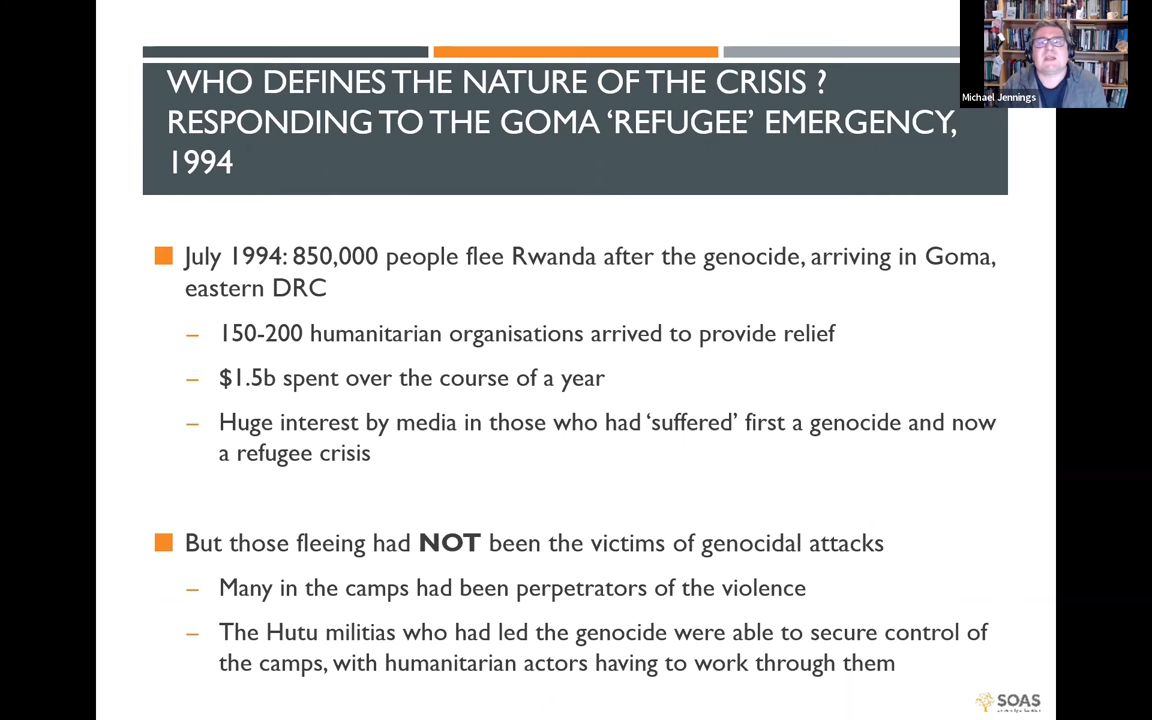 WHO DEFINES THE NATURE OF THE CRISIS ?
RESPONDING TO THE GOMA ‘REFUGEE’ EMERGENCY,
1994
Michael Jennings
July 1994: 850,000 people flee Rwanda after the genocide, arriving in Goma,
eastern DRC
– 150-200 humanitarian organisations arrived to provide relief
– $1.5b spent over the course of a year
– Huge interest by media in those who had ‘suffered’ first a genocide and now
a refugee crisis
But those fleeing had NOT been the victims of genocidal attacks
– Many in the camps had been perpetrators of the violence
– The Hutu militias who had led the genocide were able to secure control of
the camps, with humanitarian actors having to work through them
SOAS